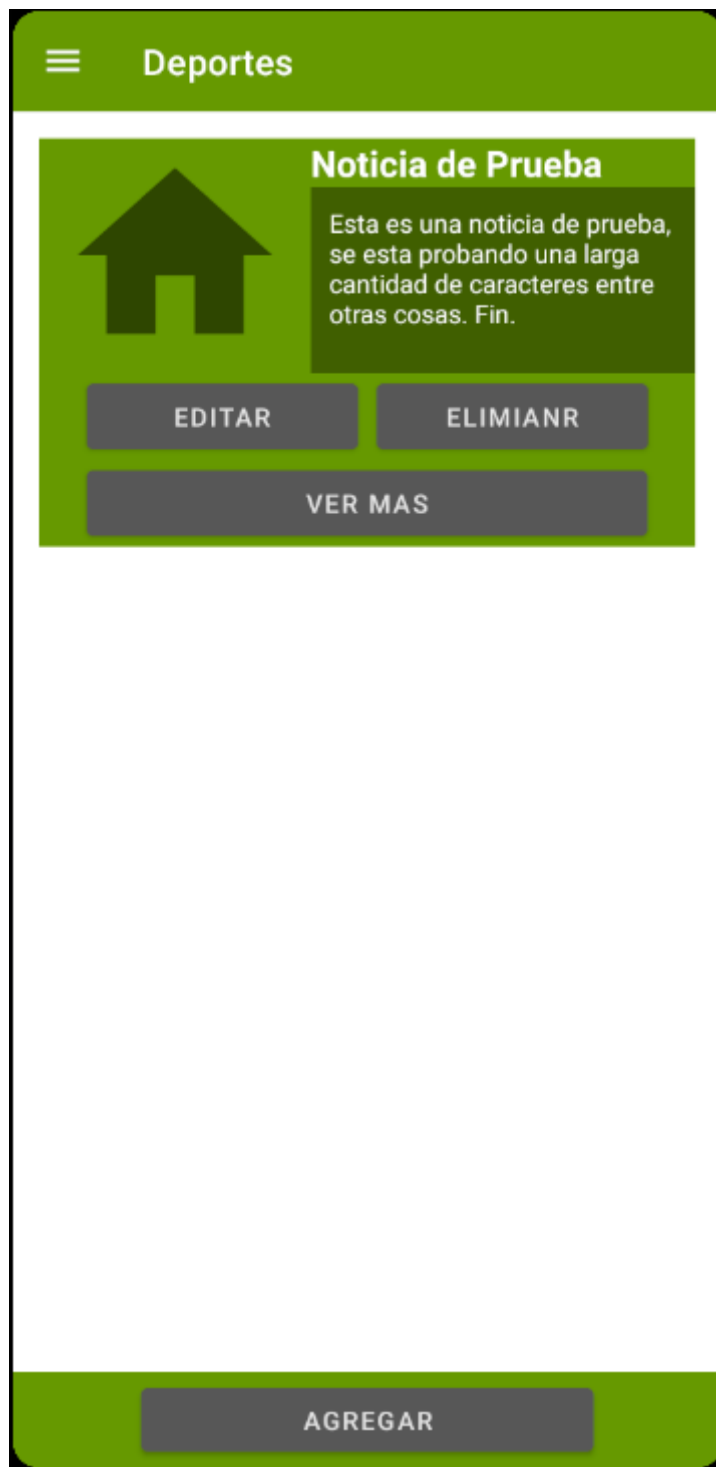 Deportes
Noticia de Prueba
Esta es una noticia de prueba,
se esta probando una larga
cantidad de caracteres entre
otras cosas. Fin.
EDITAR
ELIMIANR
VER MAS
AGREGAR